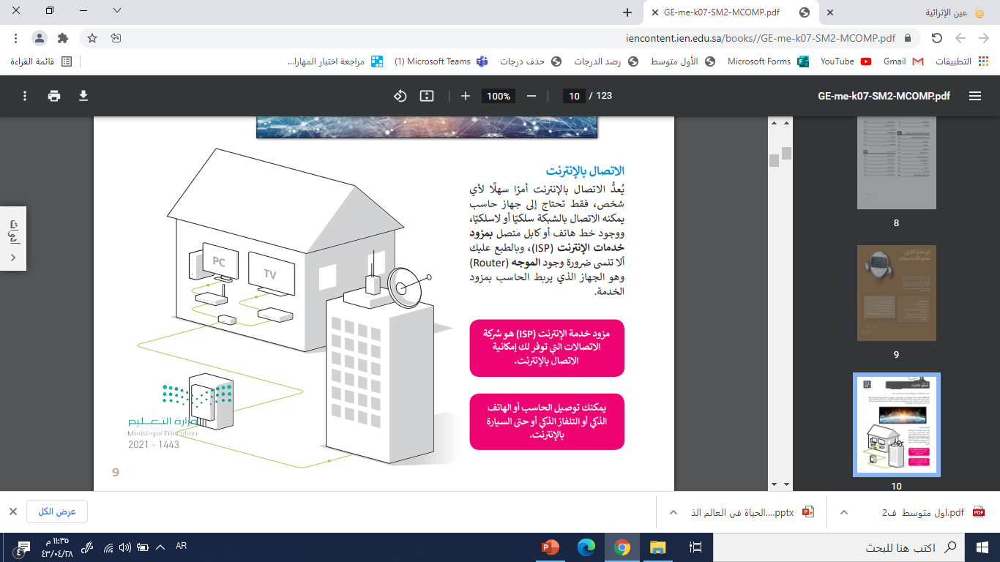 عين الإثرائية
GE-me-k07-SM2-MCOMP.pdf
iencontent.ien.edu.sa/books//GE-me-k07-SM2-MCOMP.pdf
التطبيقات
Gmail
YouTube
Microsoft Forms
الأول متوسط
رصد الدرجات
حذف درجات
(1) Microsoft Teams
مراجعة اختبار المهارا...
قائمة القراءة
GE-me-k07-SM2-MCOMP.pdf
10 / 123
100%
الاتصال بالإنترنت
يُعدُّ الاتصال بالإنترنت أمرًا سهلًا لأي
شخص، فقط تحتاج إلى جهاز حاسب
يمكنه الاتصال بالشبكة سلكيًا أو لاسلكيًا،
ووجود خط هاتف أو كابل متصل بمزود
خدمات الإنترنت (ISP)، وبالطبع عليك
ألا تنسى ضرورة وجود الموجه (Router)
وهو الجهاز الذي يربط الحاسب بمزود
الخدمة.
مزود خدمة الإنترنت (ISP) هو شركة
الاتصالات التي توفر لك إمكانية
الاتصال بالإنترنت.
يمكنك توصيل الحاسب أو الهاتف
الذكي أو التلفاز الذكي أو حتى السيارة
بالإنترنت.
PC
TV
وزارة التعليم
Ministry of Education
2021 - 1443
9
أدوات
8
الوحدة الأولى:
تعلم الأساسيات
9
10
اول متوسط ف2.pdf
الحياة في العالم الذ....pptx
عرض الكل
اكتب هنا للبحث
AR
١١:٣٥ م
٤٣/٠٤/٢٨
٤